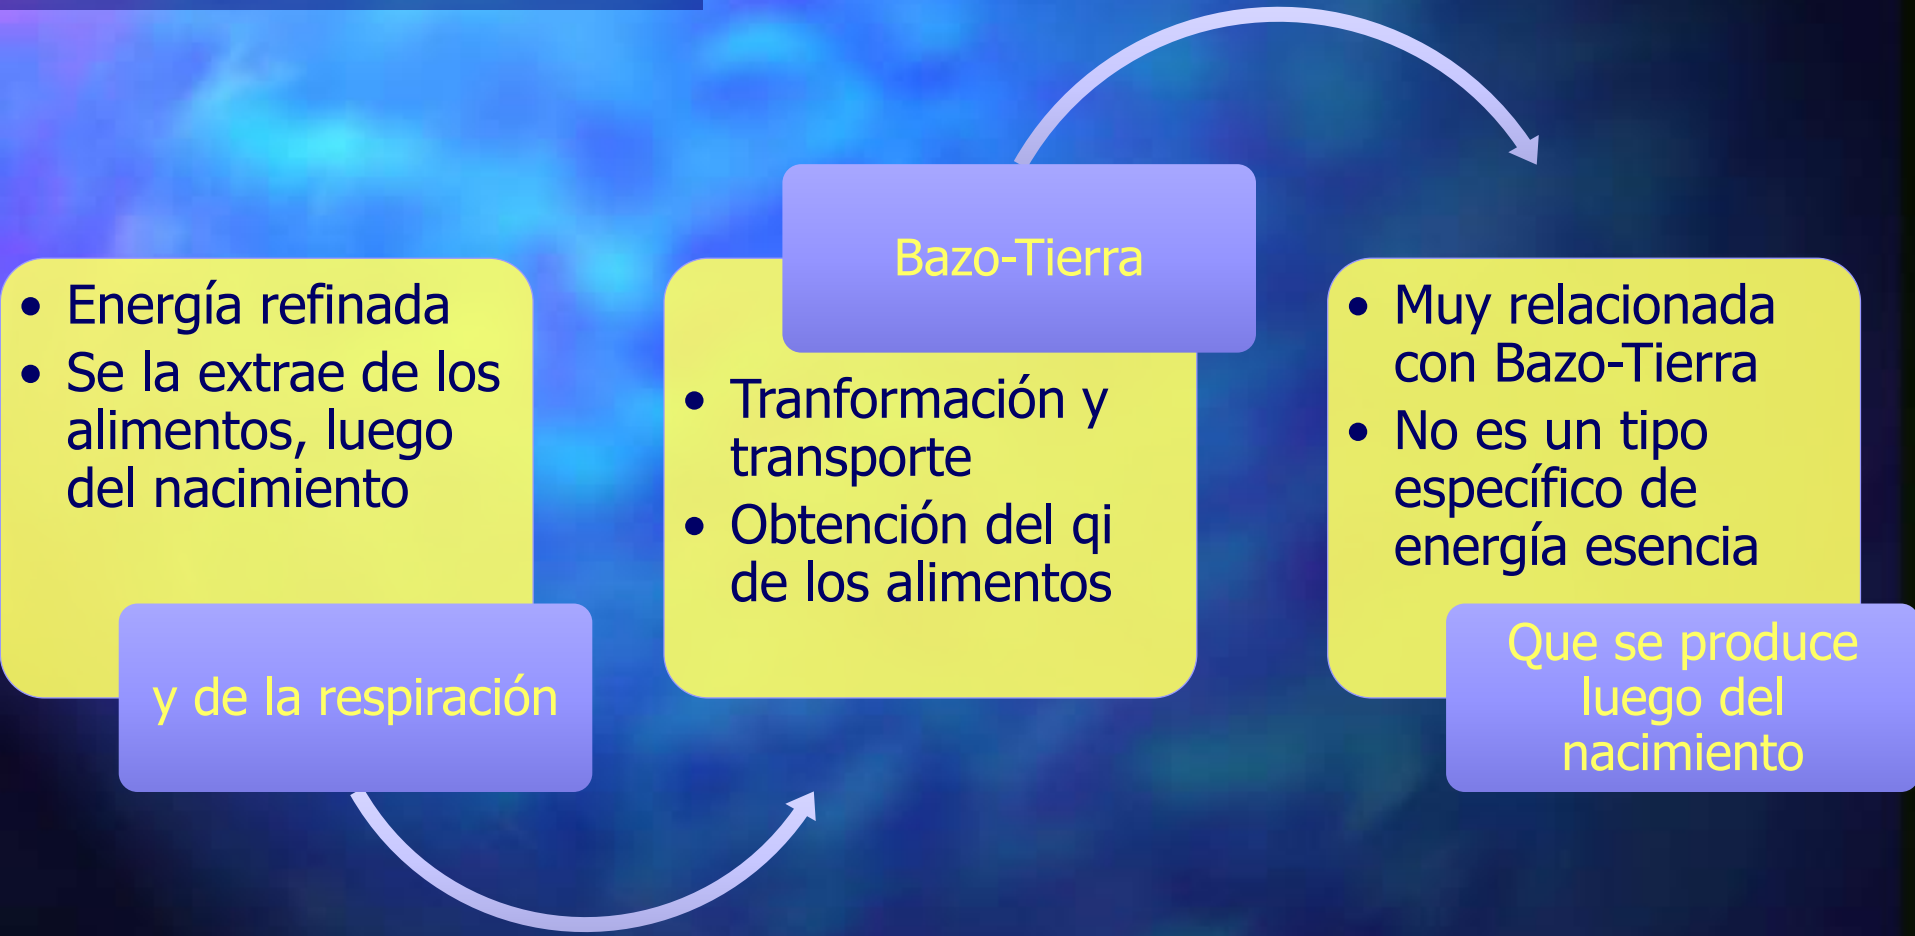 • Energía refinada
• Se la extrae de los
alimentos, luego
del nacimiento
y de la respiración
Bazo-Tierra
• Tranformación y
transporte
• Obtención del qi
de los alimentos
• Muy relacionada
con Bazo-Tierra
• No es un tipo
específico de
energía esencia
Que se produce
luego del
nacimiento